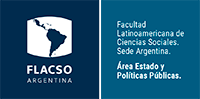 FLACSO
ARGENTINA
Facultad
Latinoamericana de
Ciencias Sociales.
Sede Argentina.
Área Estado y
Políticas Públicas.